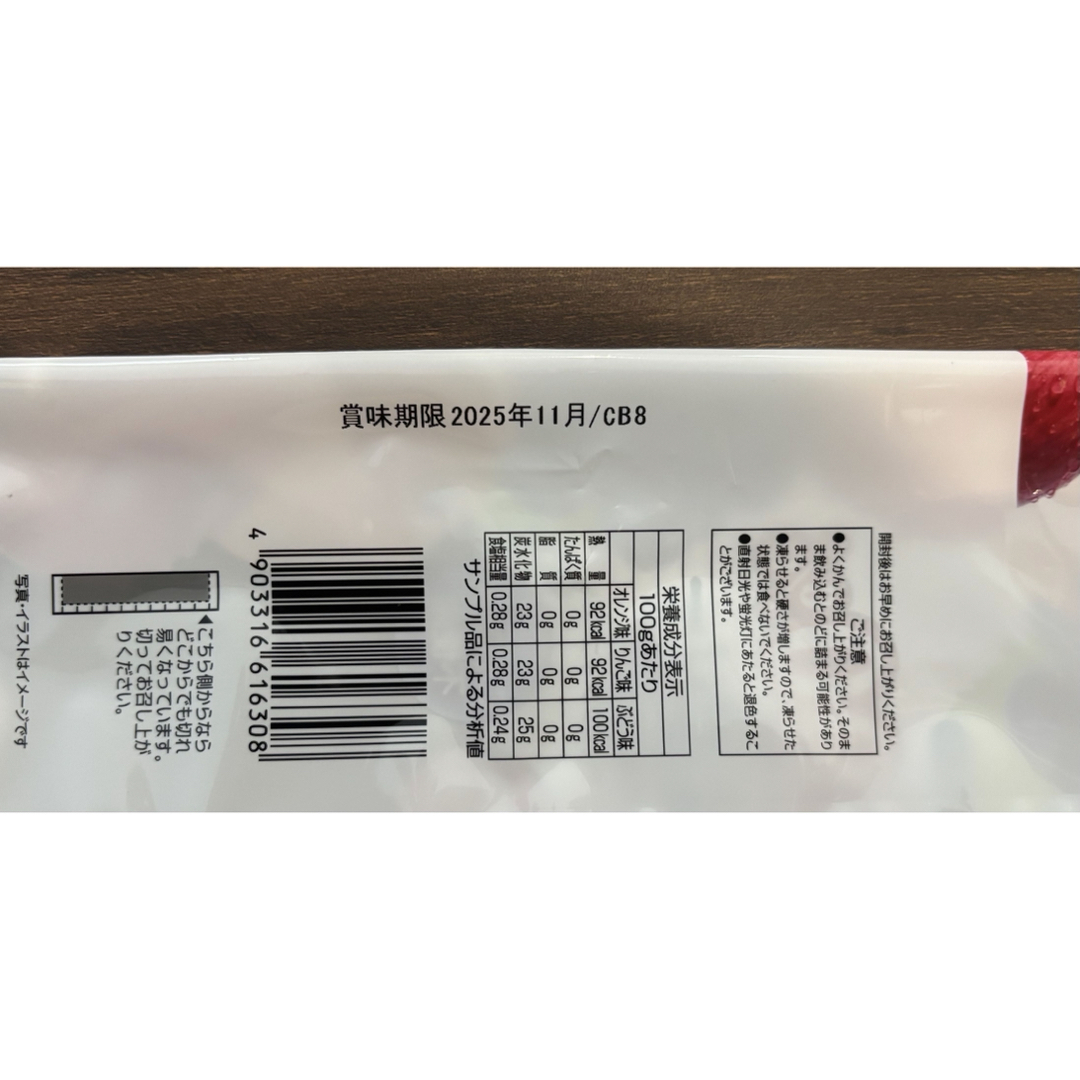 賞味期限2025年11月/CB8
開封後はお早めにお召し上がりください。
ご注意
●よくかんでお召し上がりください。そのま
ま飲み込むとのどに詰まる可能性があり
ます。
●凍らせると硬さが増しますので、凍らせた
状態では食べないでください。
●直射日光や蛍光灯にあたると退色するこ
とがございます。
栄養成分表示
100gあたり
オレンジ味 りんご味 ぶどう味
熱量 92kcal 92kcal 100kcal
たんぱく質 0g 0g 0g
脂質 0g 0g 0g
炭水化物 23g 23g 25g
食塩相当量 0.28g 0.28g 0.24g
サンプル品による分析値
4 903316 616308
◀こちら側からなら
どこからでも切れ
易くなっています。
切ってお召し上が
りください。
写真・イラストはイメージです